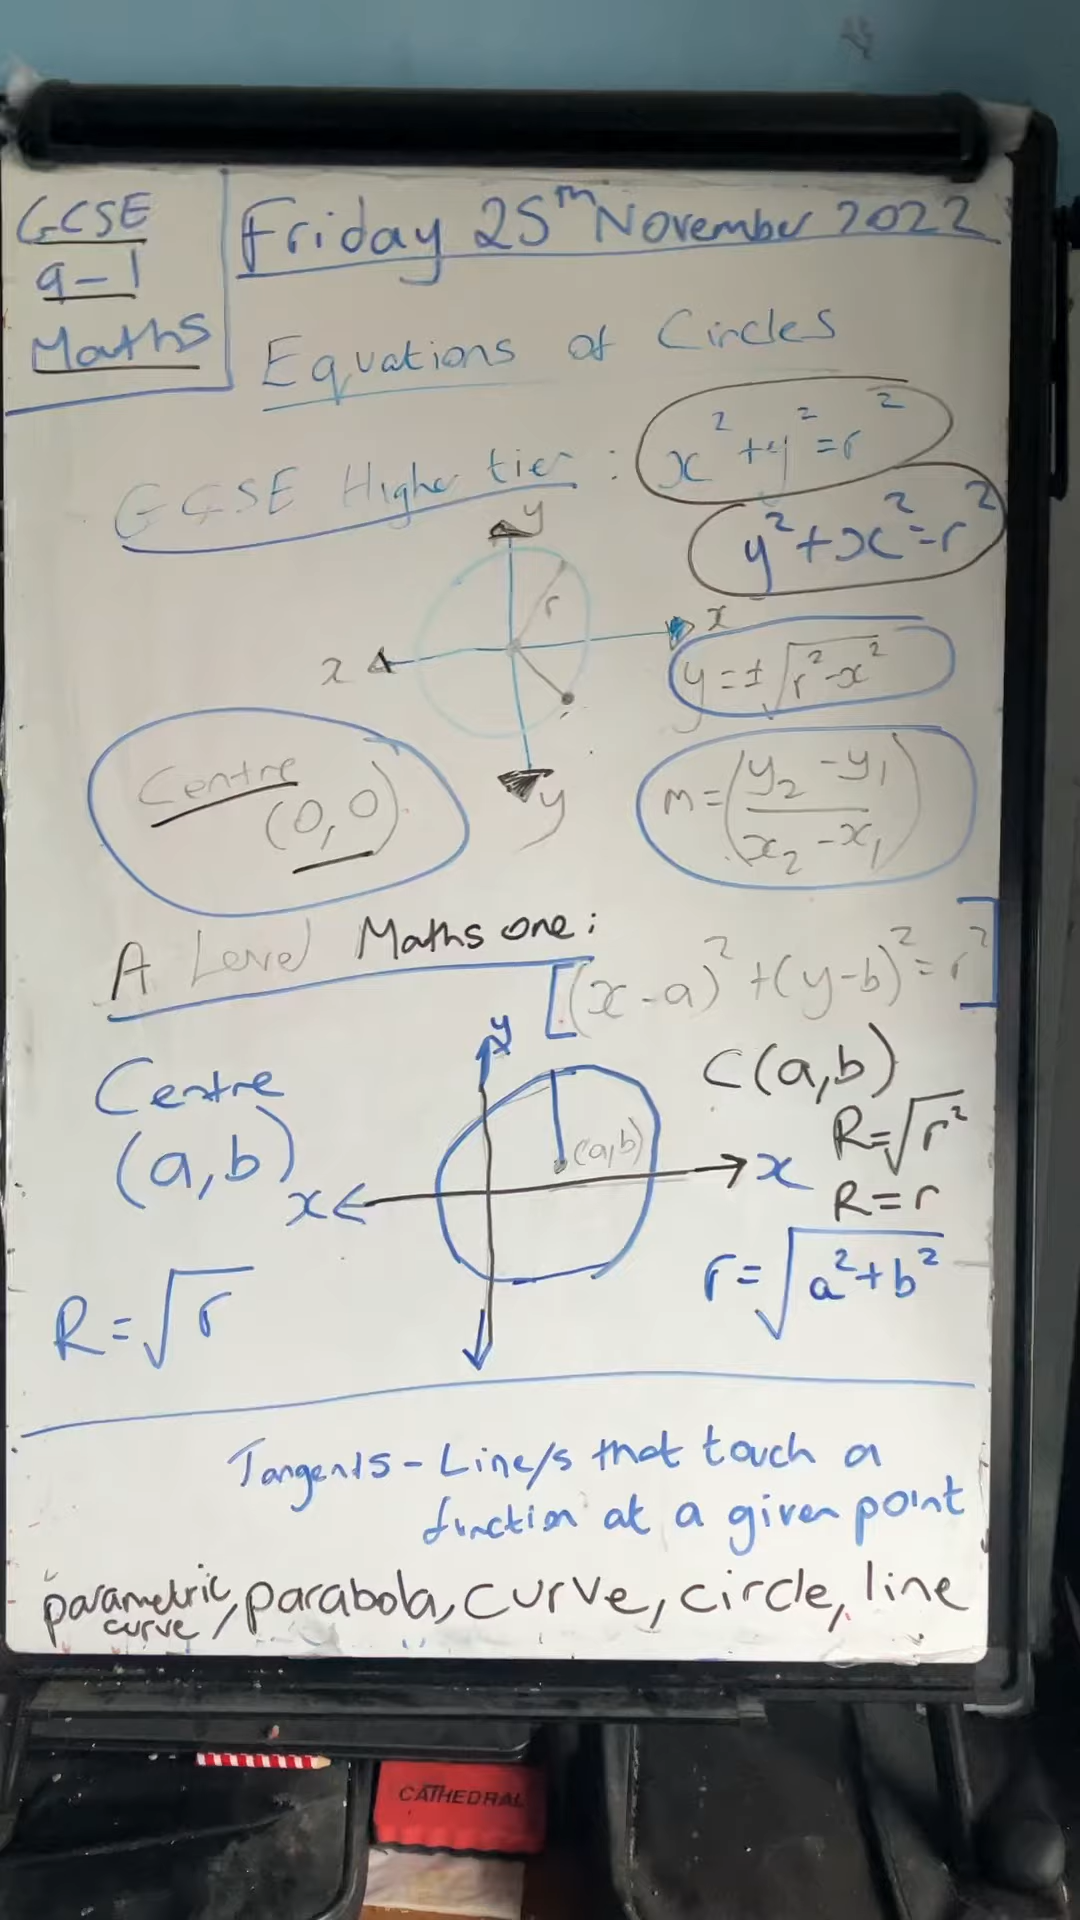 GCSE
9-1
Maths
Friday 25th November 2022
Equations of Circles
GCSE Higher tier : x² + y² = r²
y² + x² = r²
y
r
x
x
y = ±√r² - x²
Centre
(0, 0)
y
m = (y₂ - y₁ / x₂ - x₁)
A Level Maths one:
[(x - a)² + (y - b)² = r²]
y
Centre
(a, b)
C(a, b)
(a, b)
R = √r²
x
x
R = r
r = √a² + b²
R = √r
Tangents - Line/s that touch a
function at a given point
parametric curve, parabola, curve, circle, line
CATHEDRAL